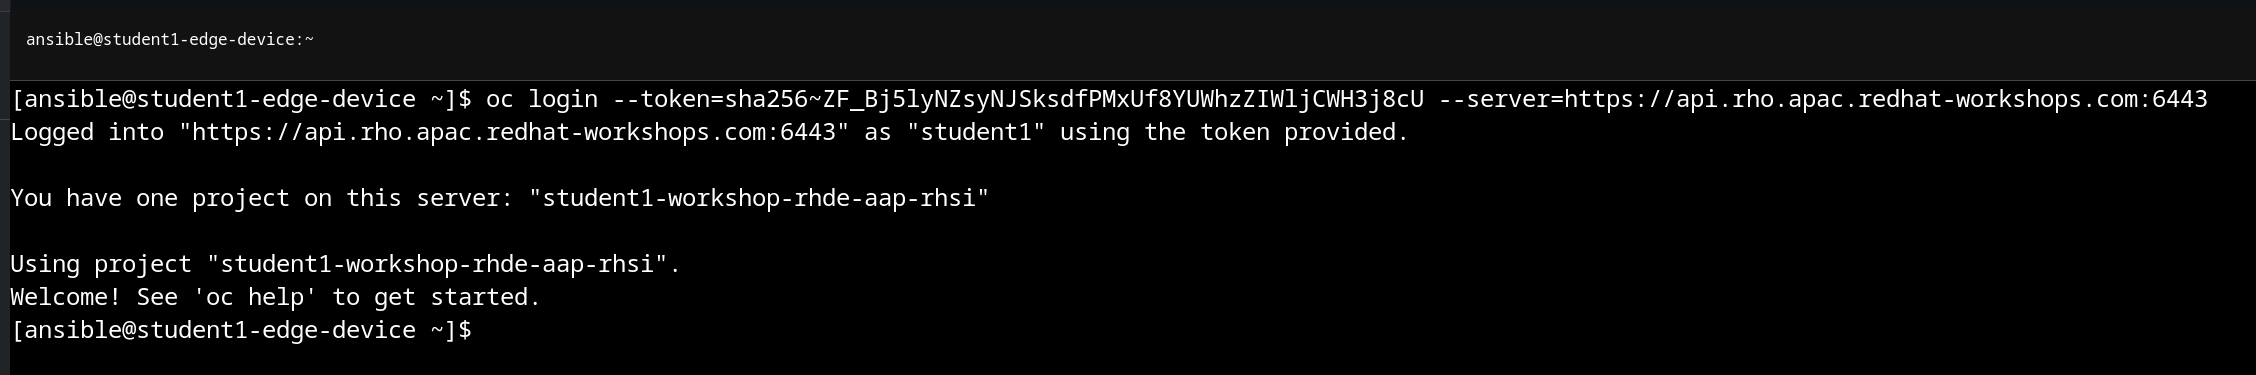 ansible@student1-edge-device:~
[ansible@student1-edge-device ~]$ oc login --token=sha256~ZF_Bj5lyNZsyNJSksdfPMxUf8YUWhzZIWljCWH3j8cU --server=https://api.rho.apac.redhat-workshops.com:6443
Logged into "https://api.rho.apac.redhat-workshops.com:6443" as "student1" using the token provided.
You have one project on this server: "student1-workshop-rhde-aap-rhsi"
Using project "student1-workshop-rhde-aap-rhsi".
Welcome! See 'oc help' to get started.
[ansible@student1-edge-device ~]$